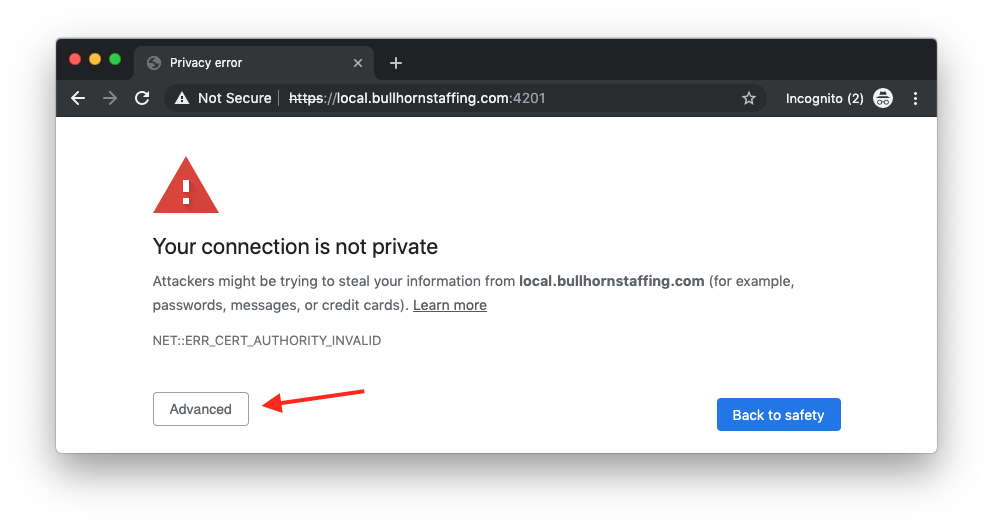 Privacy error
Not Secure https://local.bullhornstaffing.com:4201 Incognito (2)
Your connection is not private
Attackers might be trying to steal your information from local.bullhornstaffing.com (for example,
passwords, messages, or credit cards). Learn more
NET::ERR_CERT_AUTHORITY_INVALID
Advanced
Back to safety